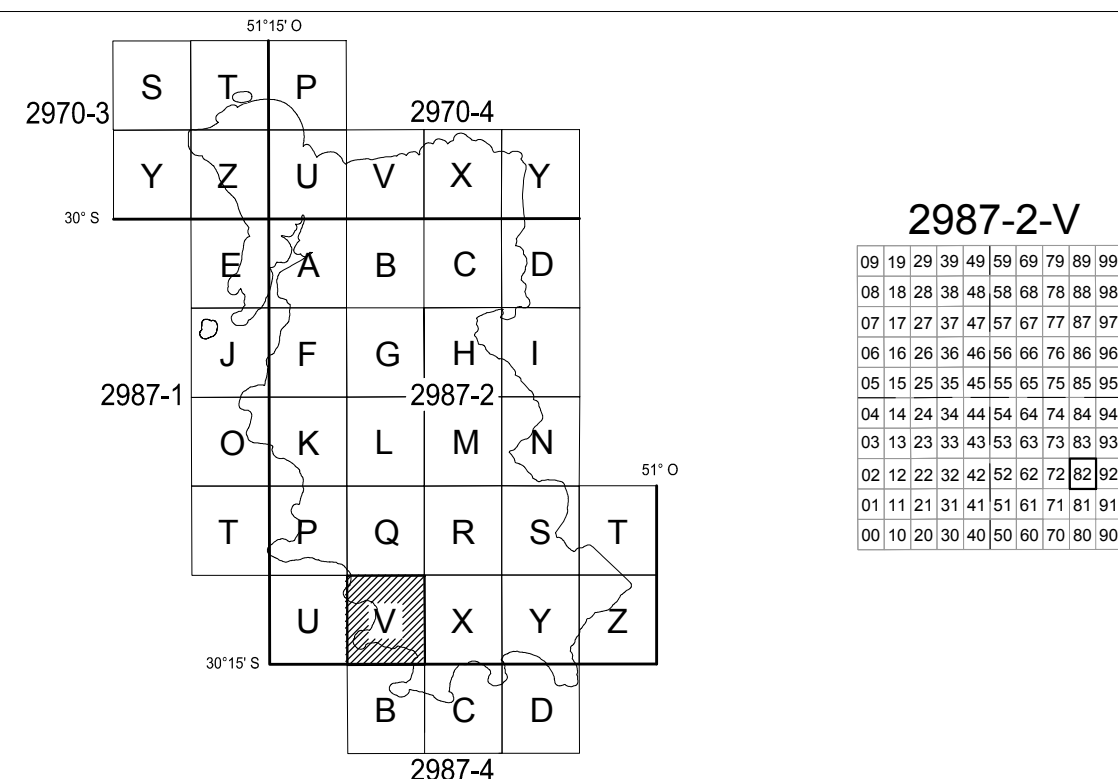 51°15' O
S T P
2970-3 2970-4
Y Z U V X Y
30° S
E A B C D
J F G H I
2987-1 2987-2
O K L M N
51° O
T P Q R S T
U V X Y Z
30°15' S
B C D
2987-4
2987-2-V
09 19 29 39 49 59 69 79 89 99
08 18 28 38 48 58 68 78 88 98
07 17 27 37 47 57 67 77 87 97
06 16 26 36 46 56 66 76 86 96
05 15 25 35 45 55 65 75 85 95
04 14 24 34 44 54 64 74 84 94
03 13 23 33 43 53 63 73 83 93
02 12 22 32 42 52 62 72 82 92
01 11 21 31 41 51 61 71 81 91
00 10 20 30 40 50 60 70 80 90